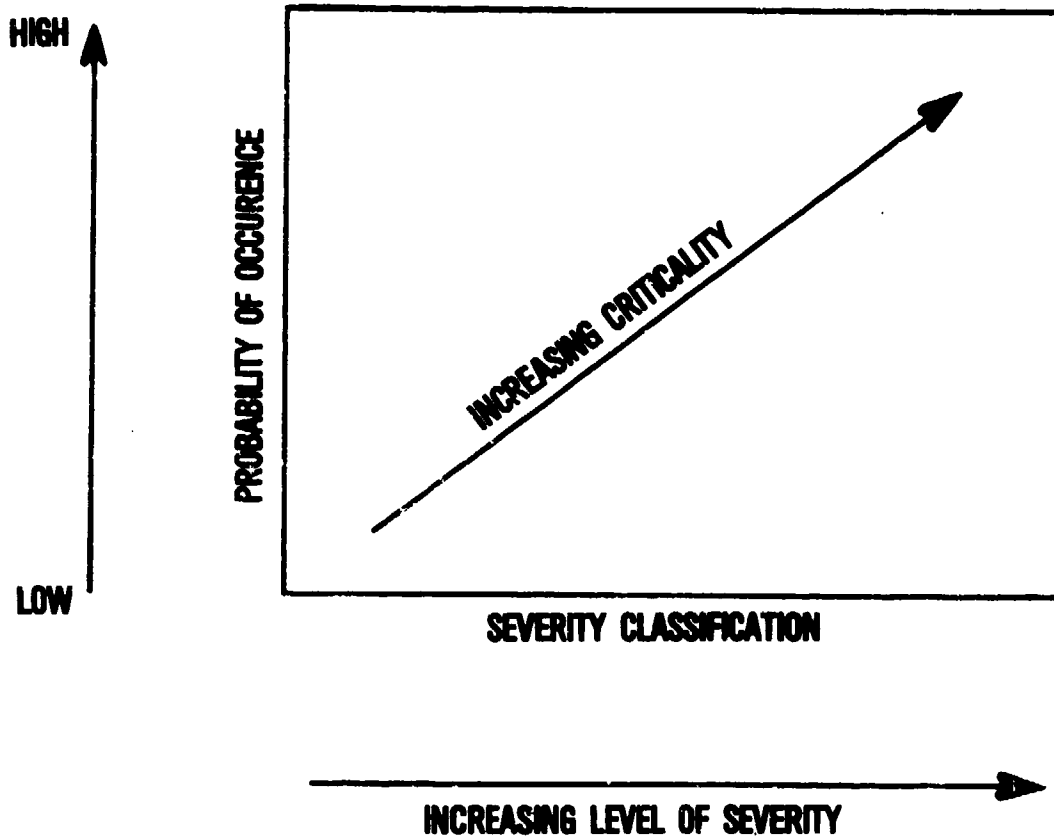 HIGH
PROBABILITY OF OCCURENCE
INCREASING CRITICALITY
LOW
SEVERITY CLASSIFICATION
INCREASING LEVEL OF SEVERITY